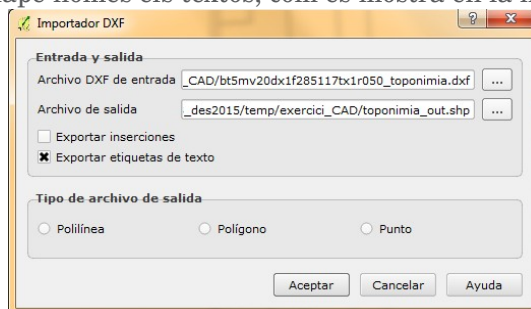 Importador DXF
Entrada y salida
Archivo DXF de entrada _CAD/bt5mv20dx1f285117tx1r050_toponimia.dxf ...
Archivo de salida _des2015/temp/exercici_CAD/toponimia_out.shp ...
Exportar inserciones
Exportar etiquetas de texto
Tipo de archivo de salida
Polilínea Polígono Punto
Aceptar Cancelar Ayuda